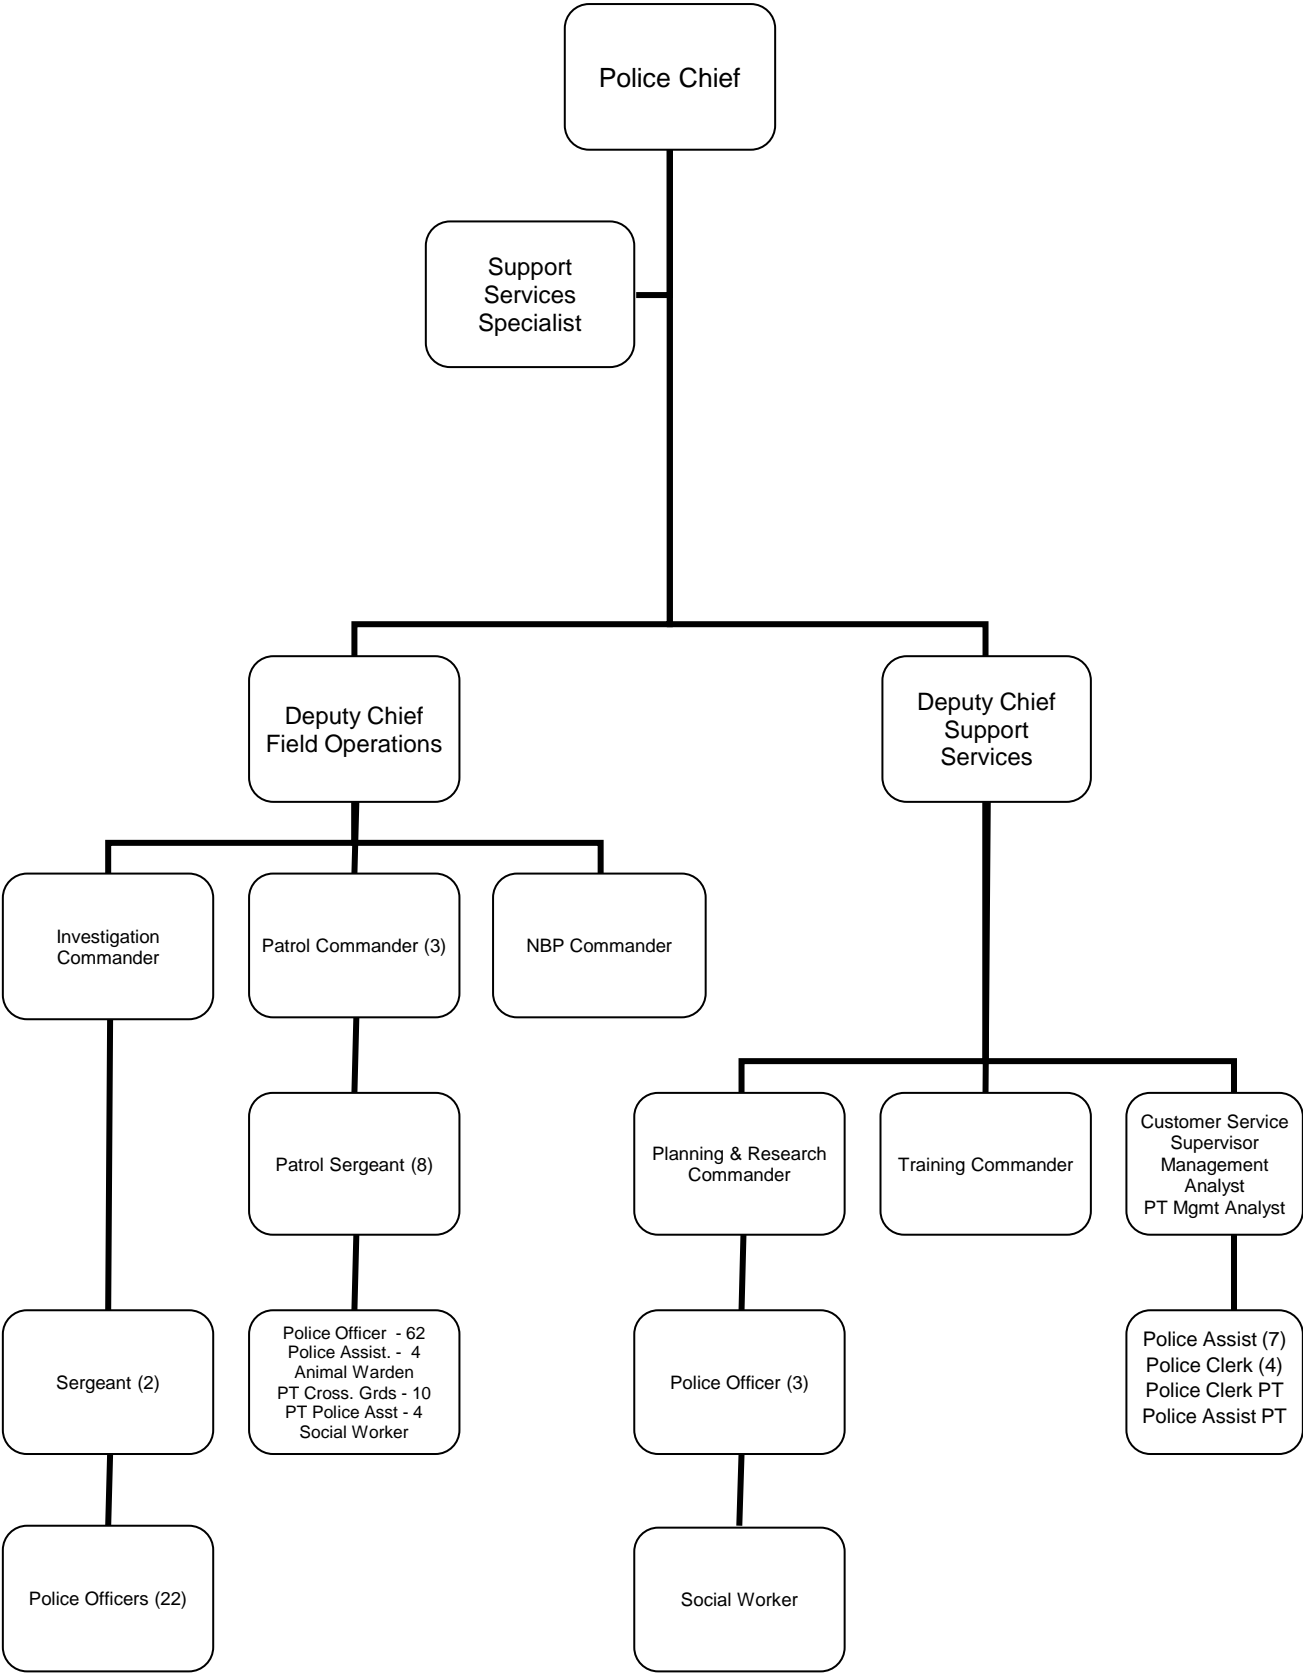 Police Chief
Support
Services
Specialist
Deputy Chief
Field Operations
Deputy Chief
Support
Services
Investigation
Commander
Patrol Commander (3)
NBP Commander
Patrol Sergeant (8)
Planning & Research
Commander
Training Commander
Customer Service
Supervisor
Management
Analyst
PT Mgmt Analyst
Sergeant (2)
Police Officer - 62
Police Assist. - 4
Animal Warden
PT Cross. Grds - 10
PT Police Asst - 4
Social Worker
Police Officer (3)
Police Assist (7)
Police Clerk (4)
Police Clerk PT
Police Assist PT
Police Officers (22)
Social Worker